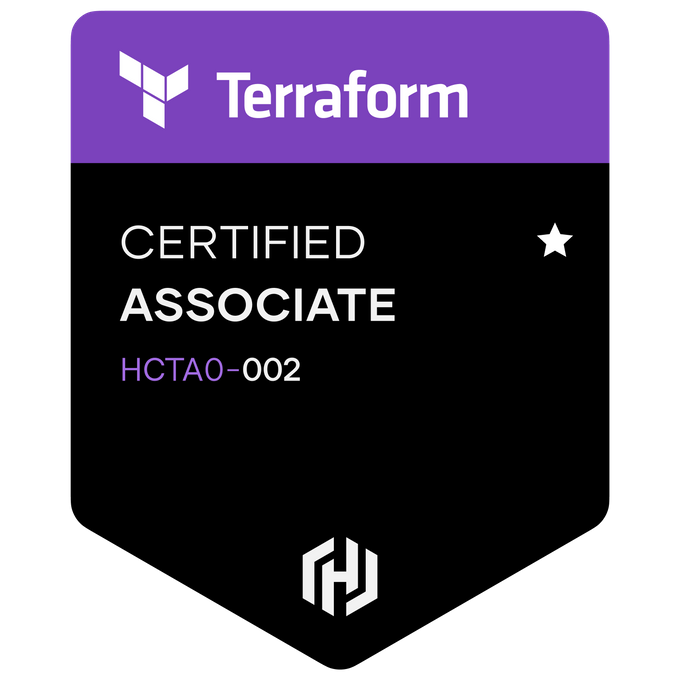 Terraform
CERTIFIED
ASSOCIATE
HCTA0-002